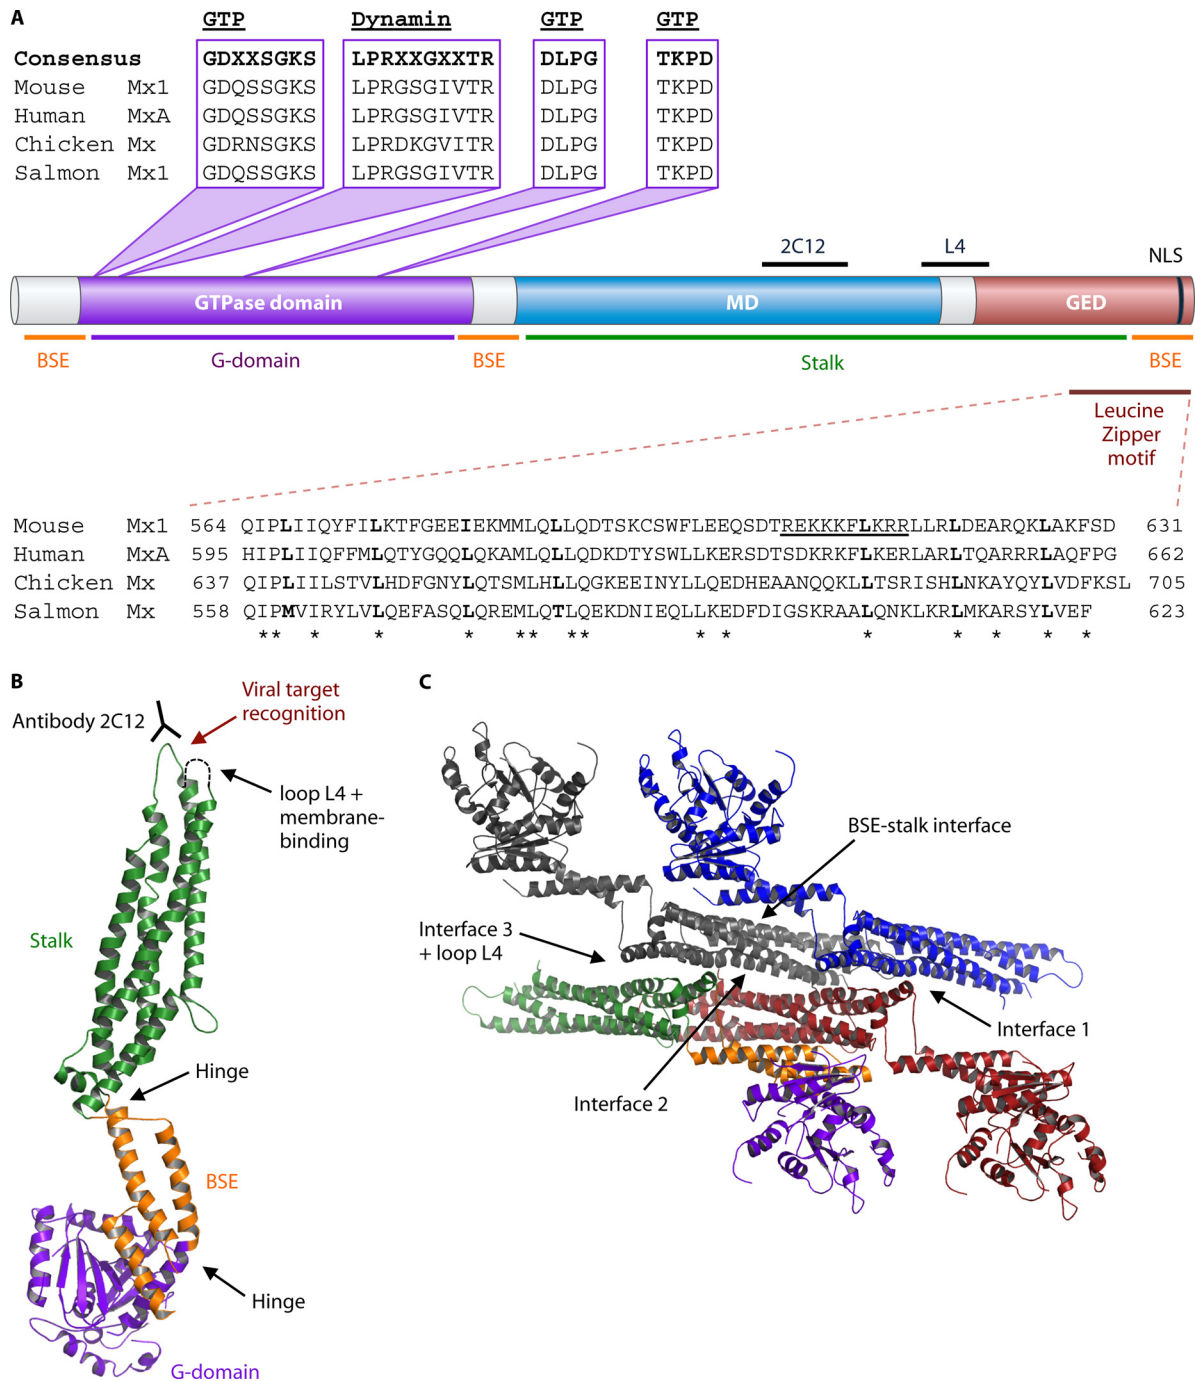 A
GTP Dynamin GTP GTP
Consensus GDXXSGKS LPRXXGXXTR DLPG TKPD
Mouse Mx1 GDQSSGKS LPRGSGIVTR DLPG TKPD
Human MxA GDQSSGKS LPRGSGIVTR DLPG TKPD
Chicken Mx GDRNSGKS LPRDKGVITR DLPG TKPD
Salmon Mx1 GDQSSGKS LPRGSGIVTR DLPG TKPD
2C12 L4 NLS
GTPase domain MD GED
BSE G-domain BSE Stalk BSE
Leucine
Zipper
motif
Mouse Mx1 564 QIPLIIQYFILKTFGEEIEKMMLQLLQDTSKCSWFLEEQSDTREKKKFLKRRLLRLDEARQKLAKFSD 631
Human MxA 595 HIPLIIQFFMLQTYGQQLQKAMLQLLQDKDTYSWLLKERSDTSDKRKFLKERLARLTQARRRLAQFPG 662
Chicken Mx 637 QIPLIILSTVLHDFGNYLQTSMLHLLQGKEEINYLLQEDHEAANQQKLLTSRISHLNKAYQYLVDFKSL 705
Salmon Mx 558 QIPMVIRYLVLQEFASQLQREMLQTLQEKDNIEQLLKEDFDIGSKRAALQNKLKRLMKARSYLVEF 623
** * * * ** ** * * * * * * *
B
Viral target
recognition
Antibody 2C12
loop L4 +
membrane-
binding
Stalk
Hinge
BSE
Hinge
G-domain
C
BSE-stalk interface
Interface 3
+ loop L4
Interface 1
Interface 2